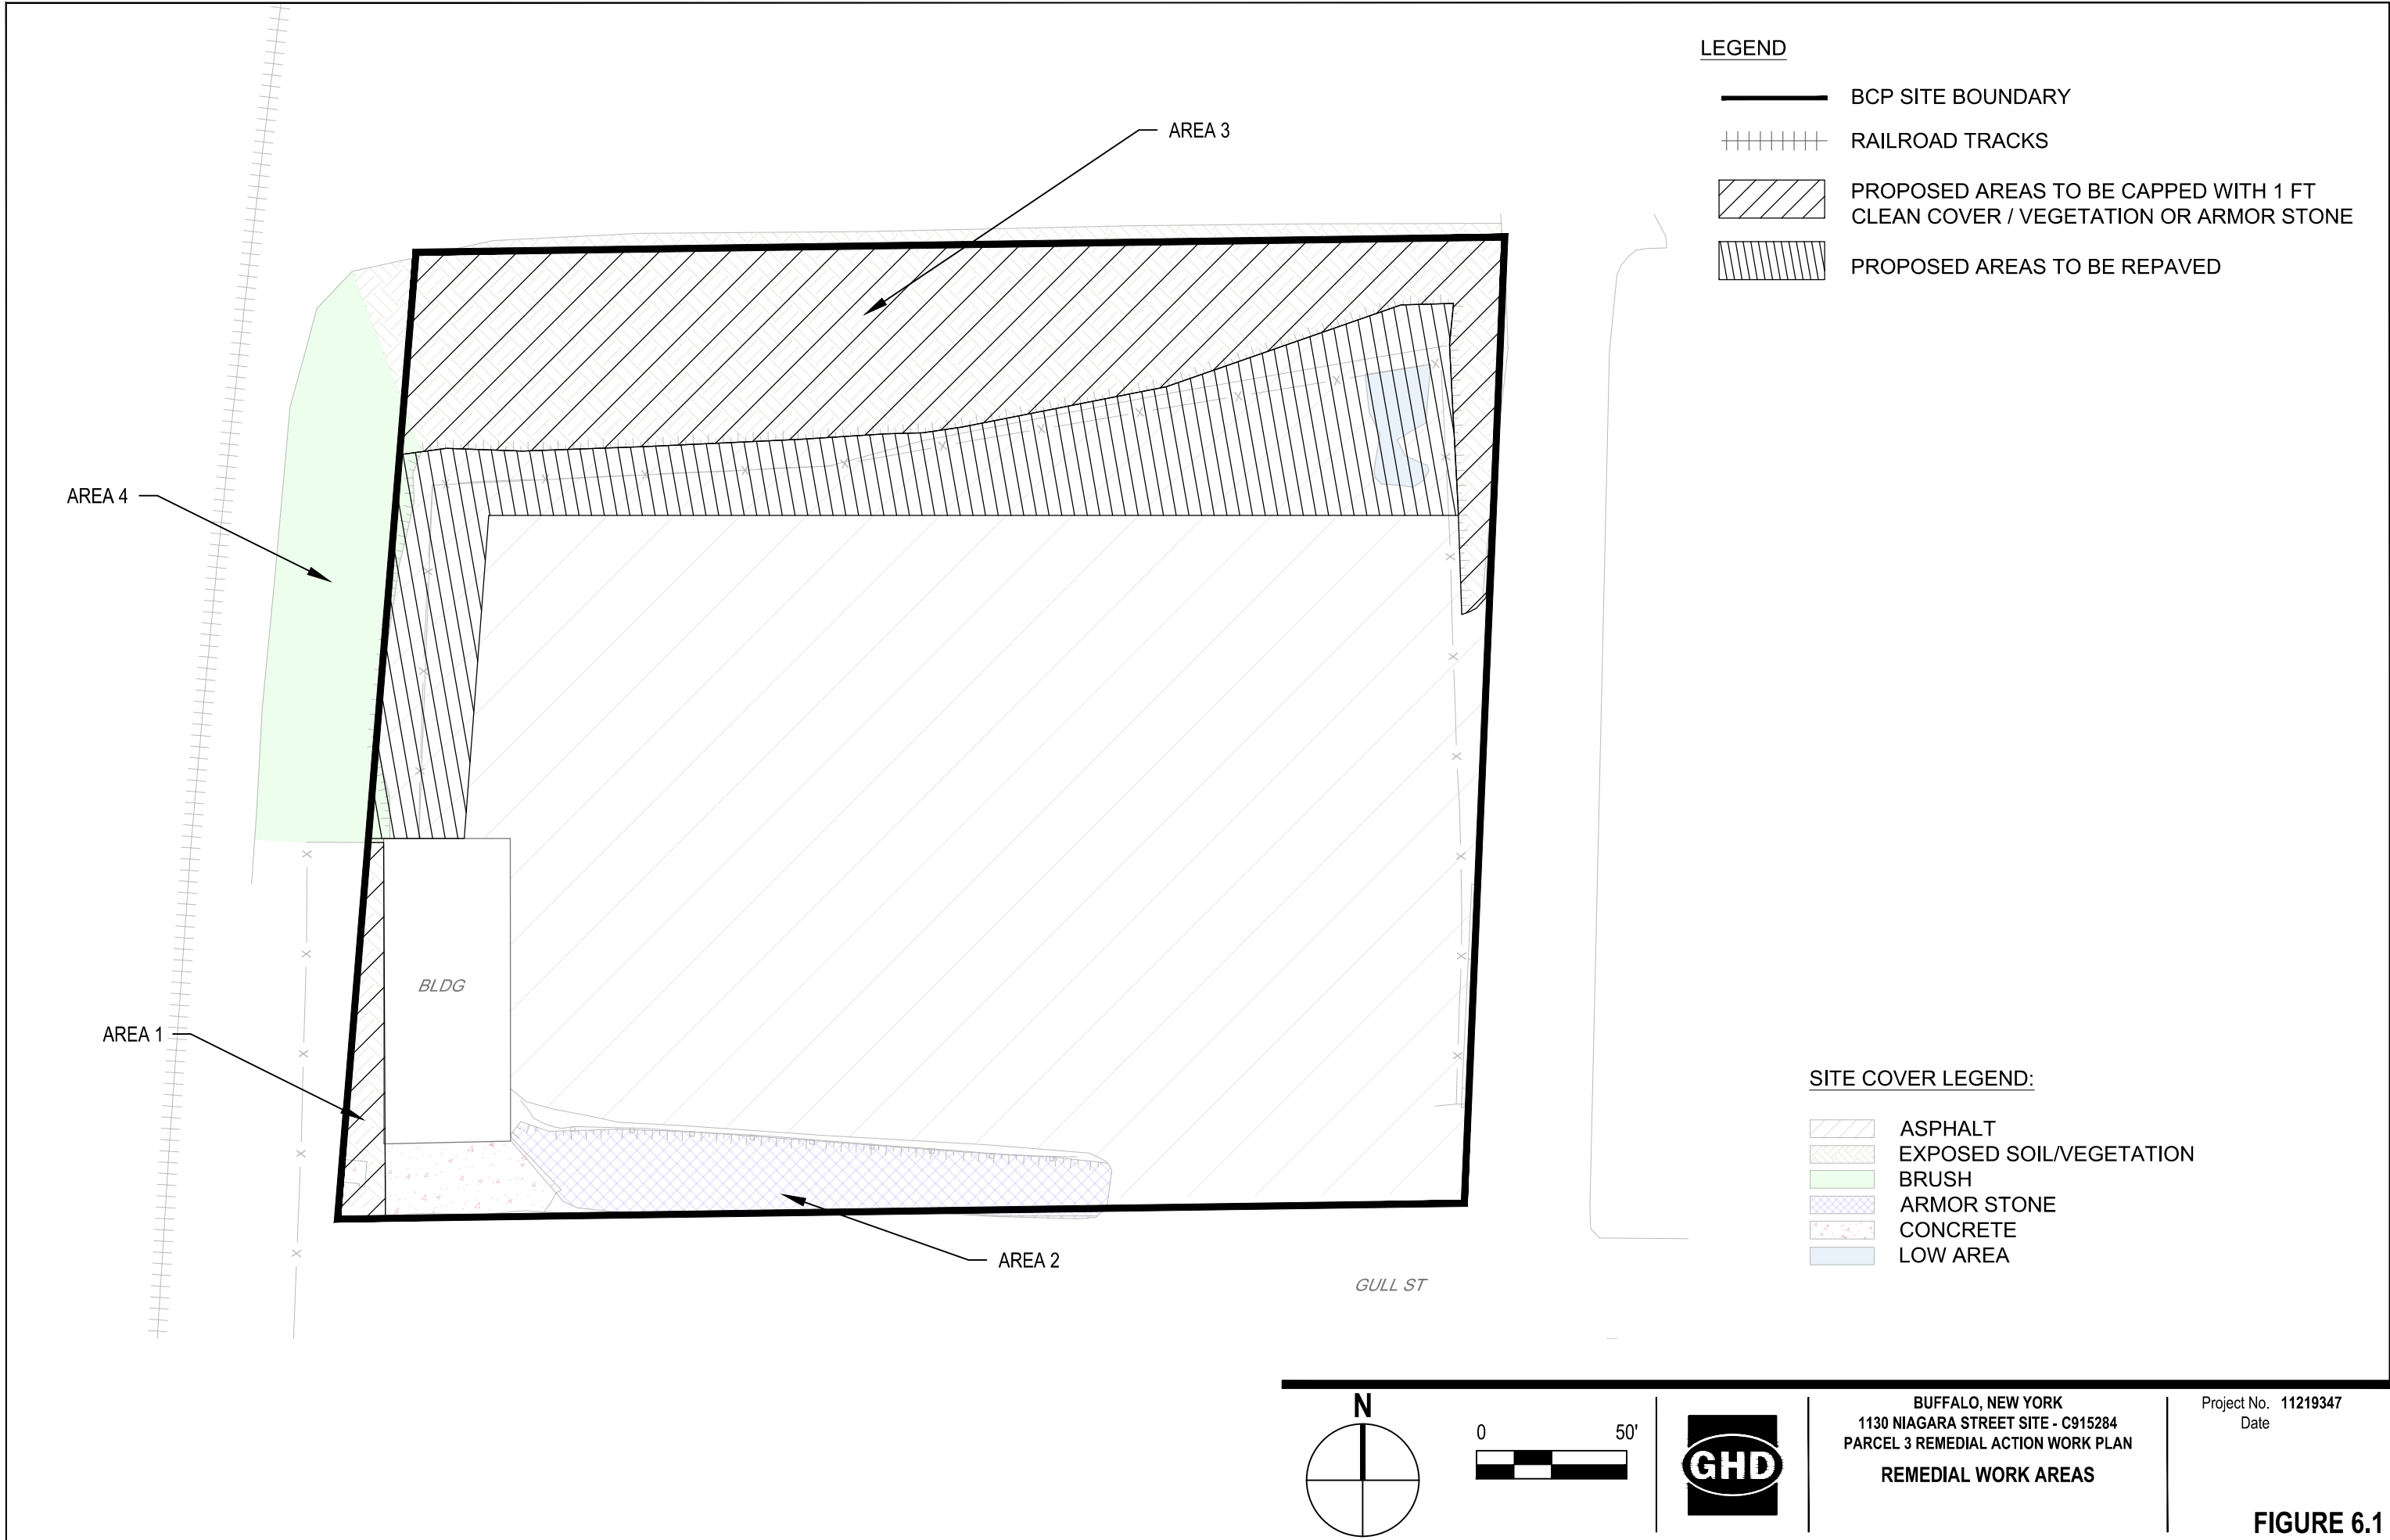 LEGEND
BCP SITE BOUNDARY
RAILROAD TRACKS
PROPOSED AREAS TO BE CAPPED WITH 1 FT
CLEAN COVER / VEGETATION OR ARMOR STONE
PROPOSED AREAS TO BE REPAVED
AREA 3
AREA 4
BLDG
AREA 1
AREA 2
GULL ST
SITE COVER LEGEND:
ASPHALT
EXPOSED SOIL/VEGETATION
BRUSH
ARMOR STONE
CONCRETE
LOW AREA
N
0 50'
GHD
BUFFALO, NEW YORK
1130 NIAGARA STREET SITE - C915284
PARCEL 3 REMEDIAL ACTION WORK PLAN
REMEDIAL WORK AREAS
Project No. 11219347
Date
FIGURE 6.1